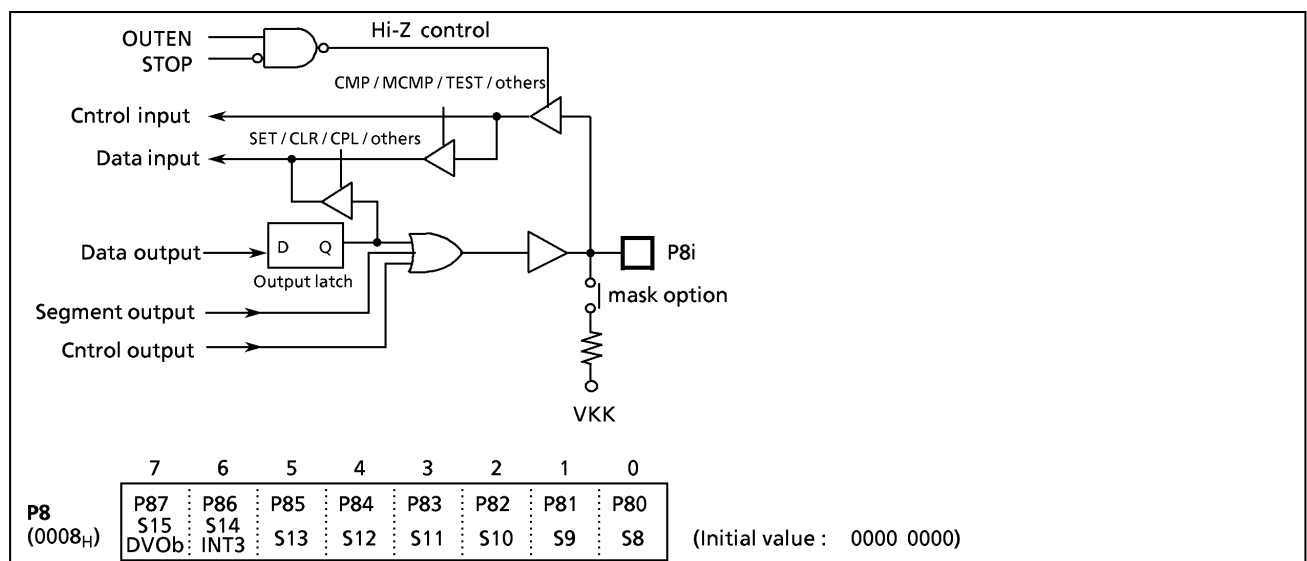 OUTEN
STOP
Hi-Z control
CMP / MCMP / TEST / others
Cntrol input
SET / CLR / CPL / others
Data input
Data output
D Q
P8i
Output latch
mask option
Segment output
Cntrol output
VKK
7 6 5 4 3 2 1 0
P8
(0008H)
P87 P86 P85 P84 P83 P82 P81 P80
S15 S14
DVOb INT3 S13 S12 S11 S10 S9 S8
(Initial value : 0000 0000)